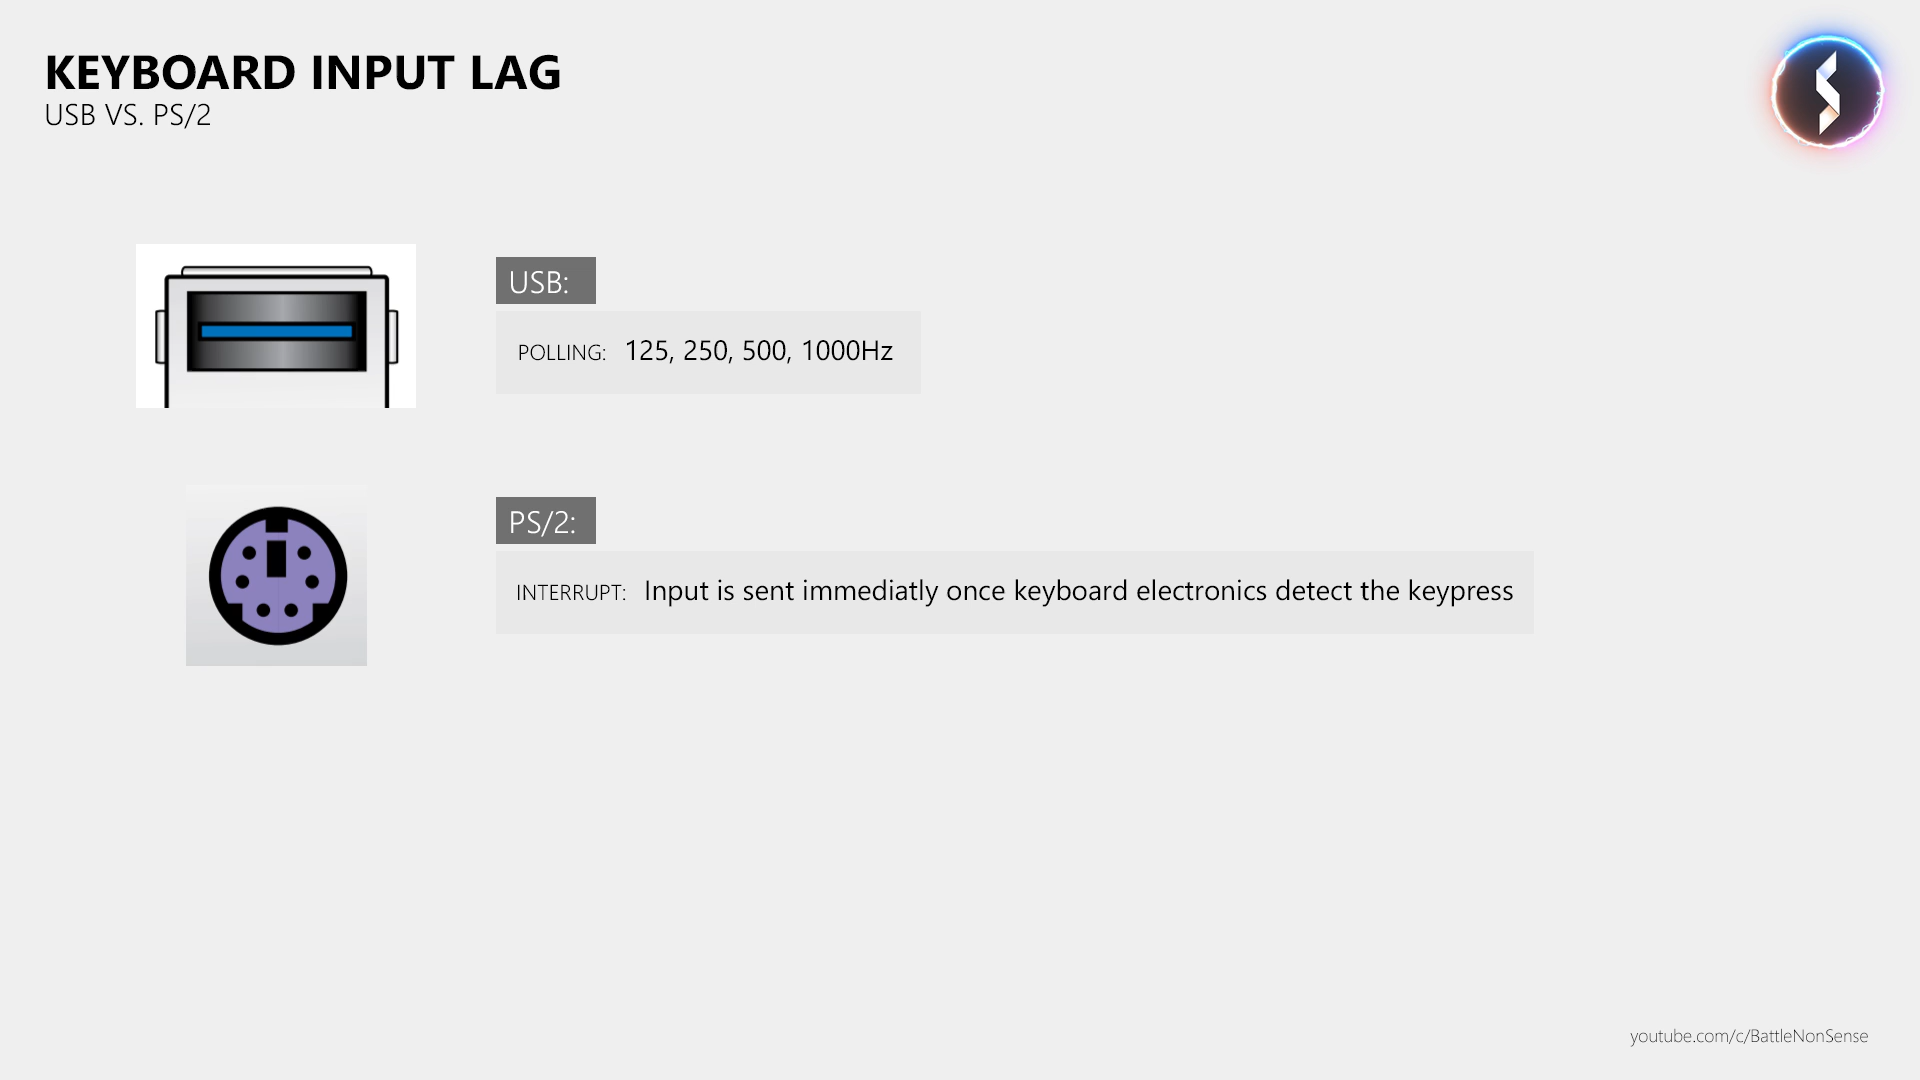 KEYBOARD INPUT LAG
USB VS. PS/2
USB:
POLLING: 125, 250, 500, 1000Hz
PS/2:
INTERRUPT: Input is sent immediatly once keyboard electronics detect the keypress
youtube.com/c/BattleNonSense